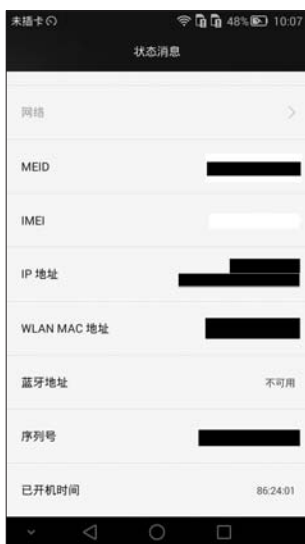 未插卡 48% 10:07
状态消息
网络
MEID
IMEI
IP 地址
WLAN MAC 地址
蓝牙地址 不可用
序列号
已开机时间 86:24:01